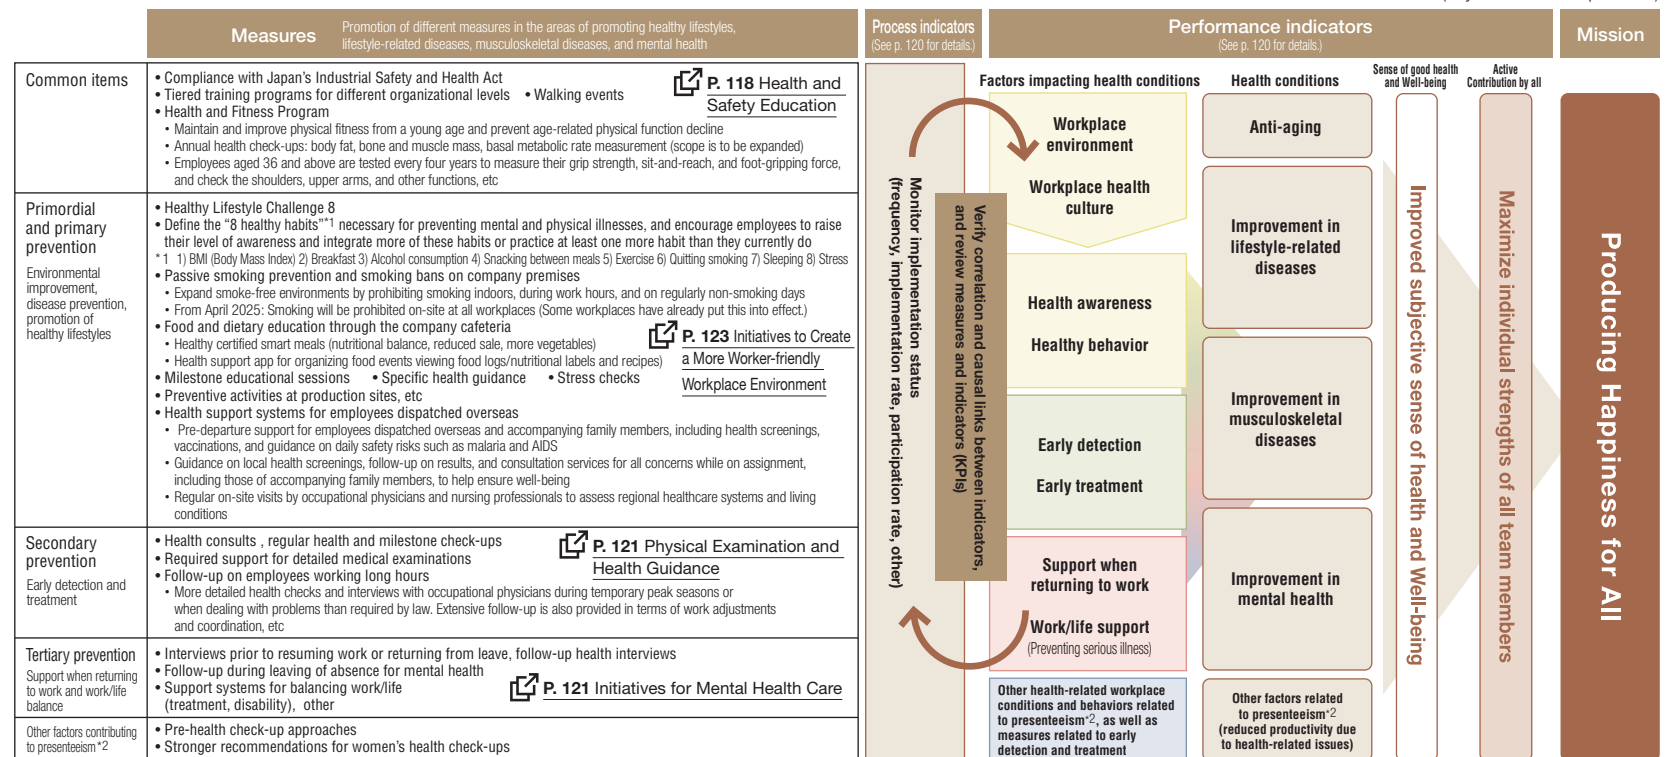 Measures
Promotion of different measures in the areas of promoting healthy lifestyles,
lifestyle-related diseases, musculoskeletal diseases, and mental health
Process indicators
(See p. 120 for details.)
Performance indicators
(See p. 120 for details.)
Mission
Common items
• Compliance with Japan's Industrial Safety and Health Act
• Tiered training programs for different organizational levels • Walking events
• Health and Fitness Program
• Maintain and improve physical fitness from a young age and prevent age-related physical function decline
• Annual health check-ups: body fat, bone and muscle mass, basal metabolic rate measurement (scope is to be expanded)
• Employees aged 36 and above are tested every four years to measure their grip strength, sit-and-reach, and foot-gripping force,
and check the shoulders, upper arms, and other functions, etc
P. 118 Health and
Safety Education
Primordial
and primary
prevention
Environmental
improvement,
disease prevention,
promotion of
healthy lifestyles
• Healthy Lifestyle Challenge 8
• Define the "8 healthy habits"*1 necessary for preventing mental and physical illnesses, and encourage employees to raise
their level of awareness and integrate more of these habits or practice at least one more habit than they currently do
*1 1) BMI (Body Mass Index) 2) Breakfast 3) Alcohol consumption 4) Snacking between meals 5) Exercise 6) Quitting smoking 7) Sleeping 8) Stress
• Passive smoking prevention and smoking bans on company premises
• Expand smoke-free environments by prohibiting smoking indoors, during work hours, and on regularly non-smoking days
• From April 2025: Smoking will be prohibited on-site at all workplaces (Some workplaces have already put this into effect.)
• Food and dietary education through the company cafeteria
• Healthy certified smart meals (nutritional balance, reduced sale, more vegetables)
• Health support app for organizing food events viewing food logs/nutritional labels and recipes)
• Milestone educational sessions • Specific health guidance • Stress checks
• Preventive activities at production sites, etc
• Health support systems for employees dispatched overseas
• Pre-departure support for employees dispatched overseas and accompanying family members, including health screenings,
vaccinations, and guidance on daily safety risks such as malaria and AIDS
• Guidance on local health screenings, follow-up on results, and consultation services for all concerns while on assignment,
including those of accompanying family members, to help ensure well-being
• Regular on-site visits by occupational physicians and nursing professionals to assess regional healthcare systems and living
conditions
P. 123 Initiatives to Create
a More Worker-friendly
Workplace Environment
Secondary
prevention
Early detection and
treatment
• Health consults , regular health and milestone check-ups
• Required support for detailed medical examinations
• Follow-up on employees working long hours
• More detailed health checks and interviews with occupational physicians during temporary peak seasons or
when dealing with problems than required by law. Extensive follow-up is also provided in terms of work adjustments
and coordination, etc
P. 121 Physical Examination and
Health Guidance
Tertiary prevention
Support when returning
to work and work/life
balance
• Interviews prior to resuming work or returning from leave, follow-up health interviews
• Follow-up during leaving of absence for mental health
• Support systems for balancing work/life
(treatment, disability), other
P. 121 Initiatives for Mental Health Care
Other factors contributing
to presenteeism*2
• Pre-health check-up approaches
• Stronger recommendations for women's health check-ups
Monitor implementation status
(frequency, implementation rate, participation rate, other)
Verify correlation and causal links between indicators,
and review measures and indicators (KPIs)
Factors impacting health conditions
Workplace
environment
Workplace health
culture
Health awareness
Healthy behavior
Early detection
Early treatment
Support when
returning to work
Work/life support
(Preventing serious illness)
Other health-related workplace
conditions and behaviors related
to presenteeism*2, as well as
measures related to early
detection and treatment
Health conditions
Anti-aging
Improvement in
lifestyle-related
diseases
Improvement in
musculoskeletal
diseases
Improvement in
mental health
Other factors related
to presenteeism*2
(reduced productivity due
to health-related issues)
Sense of good health
and Well-being
Improved subjective sense of health and Well-being
Active
Contribution by all
Maximize individual strengths of all team members
Producing Happiness for All